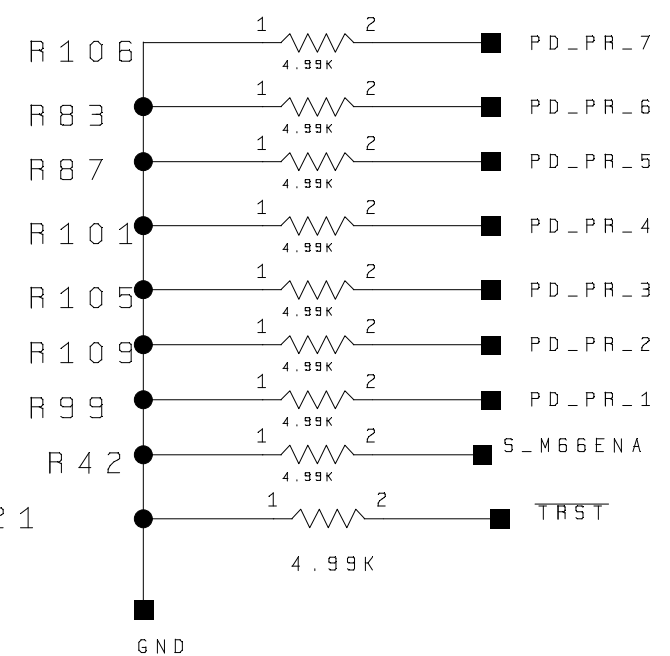 R106 1 2 4.99K PD_PR_7
R83 1 2 4.99K PD_PR_6
R87 1 2 4.99K PD_PR_5
R101 1 2 4.99K PD_PR_4
R105 1 2 4.99K PD_PR_3
R109 1 2 4.99K PD_PR_2
R99 1 2 4.99K PD_PR_1
R42 1 2 4.99K S_M66ENA
21 1 2 4.99K TRST
GND